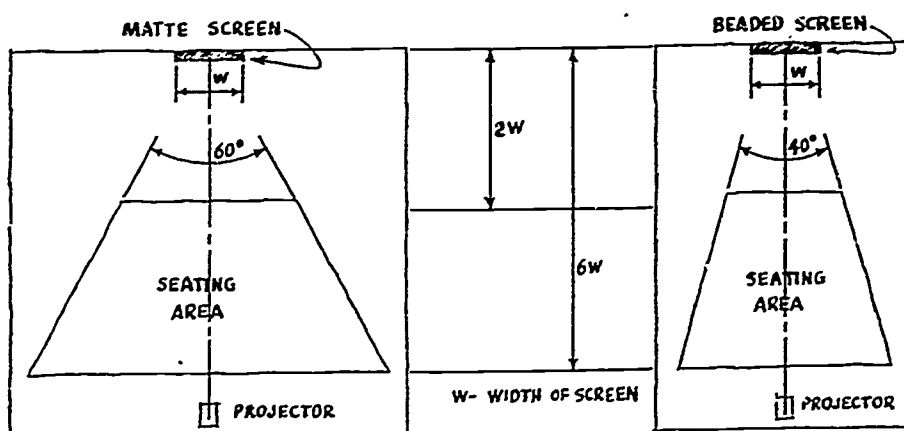 MATTE SCREEN
W
60°
SEATING
AREA
PROJECTOR
2W
6W
W- WIDTH OF SCREEN
BEADED SCREEN
W
40°
SEATING
AREA
PROJECTOR